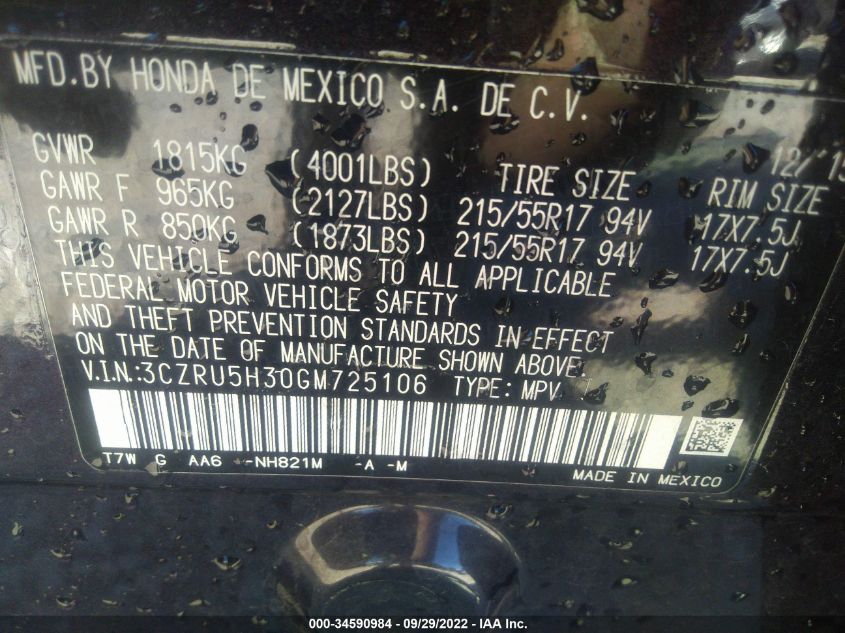 MFD.BY HONDA DE MEXICO S.A. DE C.V.
12/'15
GVWR 1815KG (4001LBS) TIRE SIZE RIM SIZE
GAWR F 965KG (2127LBS) 215/55R17 94V 17X7.5J
GAWR R 850KG (1873LBS) 215/55R17 94V 17X7.5J
THIS VEHICLE CONFORMS TO ALL APPLICABLE
FEDERAL MOTOR VEHICLE SAFETY
AND THEFT PREVENTION STANDARDS IN EFFECT
ON THE DATE OF MANUFACTURE SHOWN ABOVE.
V.I.N.:3CZRU5H30GM725106 TYPE: MPV
T7W G AA6 -NH821M -A -M
MADE IN MEXICO
000-34590984 / 09/29/2022 - IAA Inc.